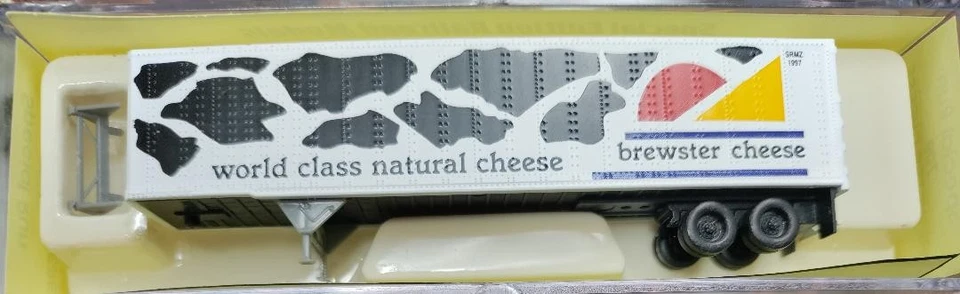 SRMZ
1997
world class natural cheese
brewster cheese